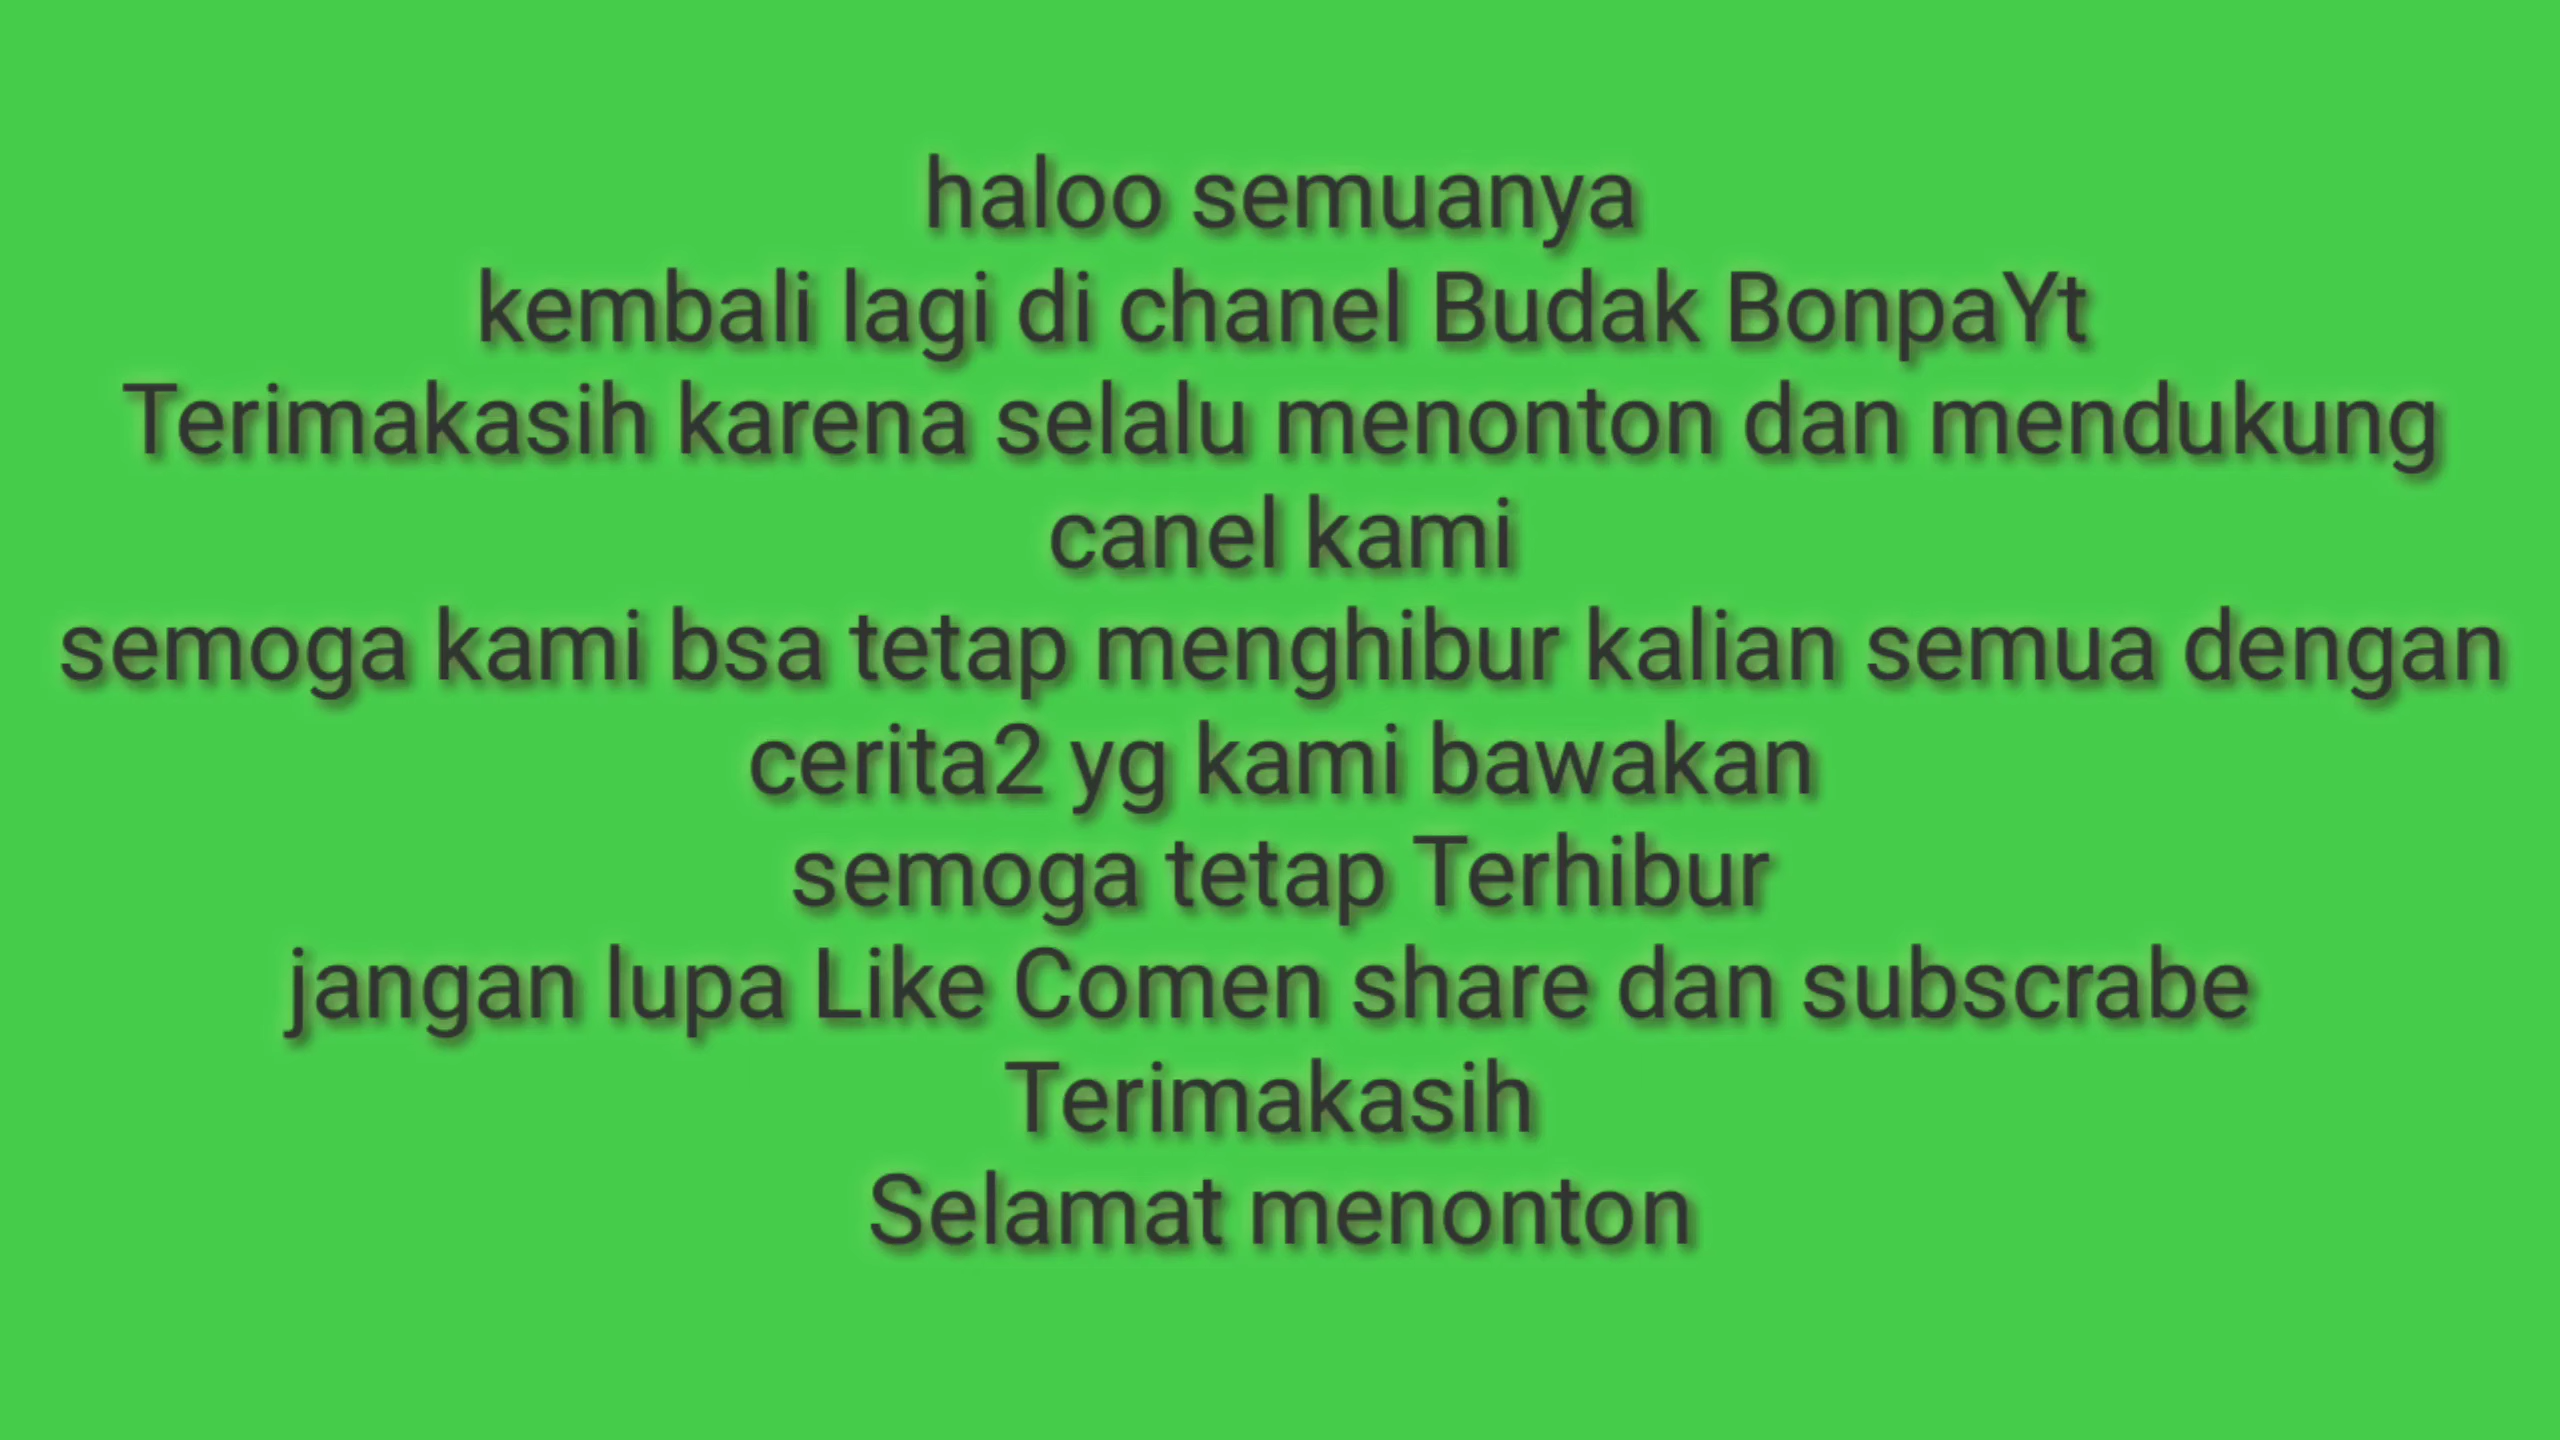 haloo semuanya
kembali lagi di chanel Budak BonpaYt
Terimakasih karena selalu menonton dan mendukung
canel kami
semoga kami bsa tetap menghibur kalian semua dengan
cerita2 yg kami bawakan
semoga tetap Terhibur
jangan lupa Like Comen share dan subscrabe
Terimakasih
Selamat menonton